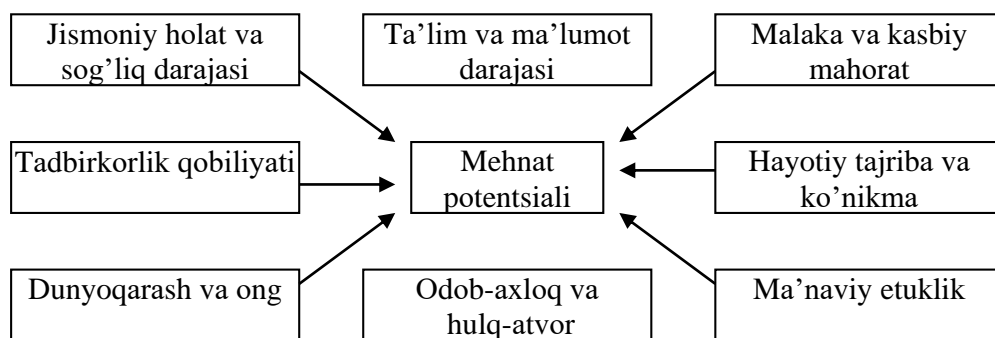 Jismoniy holat va
sog’liq darajasi
Ta’lim va ma’lumot
darajasi
Malaka va kasbiy
mahorat
Tadbirkorlik qobiliyati
Mehnat
potentsiali
Hayotiy tajriba va
ko’nikma
Dunyoqarash va ong
Odob-axloq va
hulq-atvor
Ma’naviy etuklik